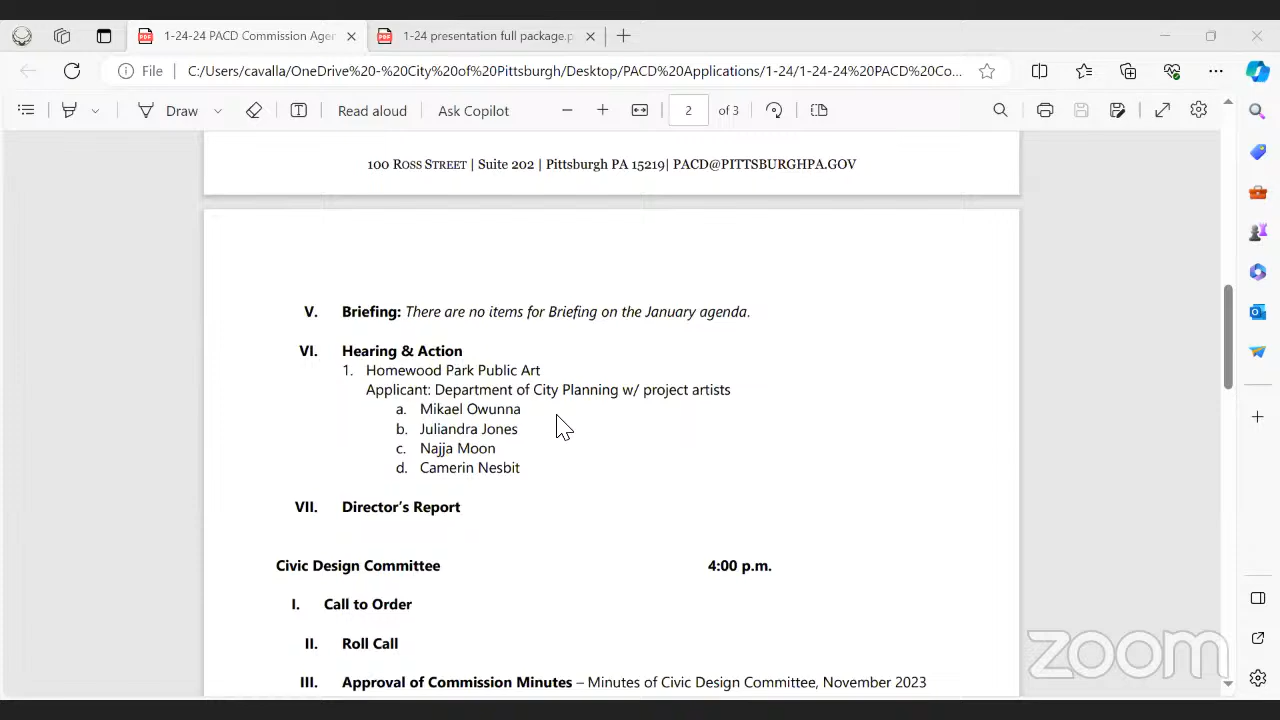 1-24-24 PACD Commission Agen
1-24 presentation full package.p
File C:/Users/cavalla/OneDrive%20-%20City%20of%20Pittsburgh/Desktop/PACD%20Applications/1-24/1-24-24%20PACD%20Co...
Draw Read aloud Ask Copilot 2 of 3
100 ROSS STREET | Suite 202 | Pittsburgh PA 15219| PACD@PITTSBURGHPA.GOV
V. Briefing: There are no items for Briefing on the January agenda.
VI. Hearing & Action
1. Homewood Park Public Art
Applicant: Department of City Planning w/ project artists
a. Mikael Owunna
b. Juliandra Jones
c. Najja Moon
d. Camerin Nesbit
VII. Director's Report
Civic Design Committee 4:00 p.m.
I. Call to Order
II. Roll Call
III. Approval of Commission Minutes – Minutes of Civic Design Committee, November 2023
zoom